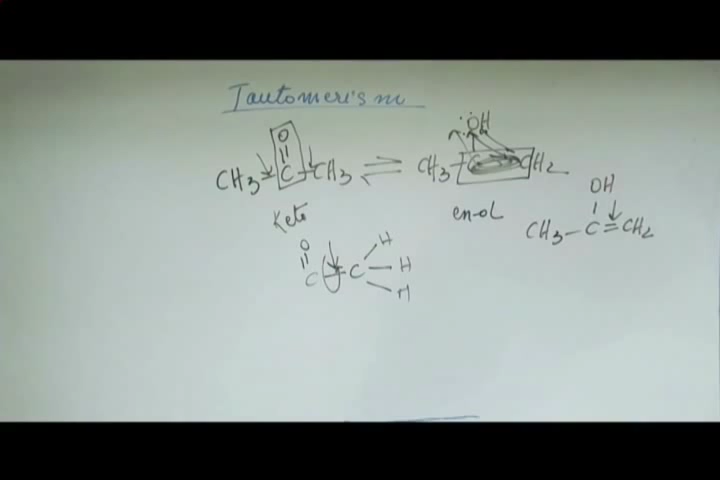 Tautomerism
O
||
CH3-C-CH3 ⇌ CH3-C=CH2
OH
Keto
en-ol
OH
|
CH3-C=CH2
O
||
C-C
H
H
H